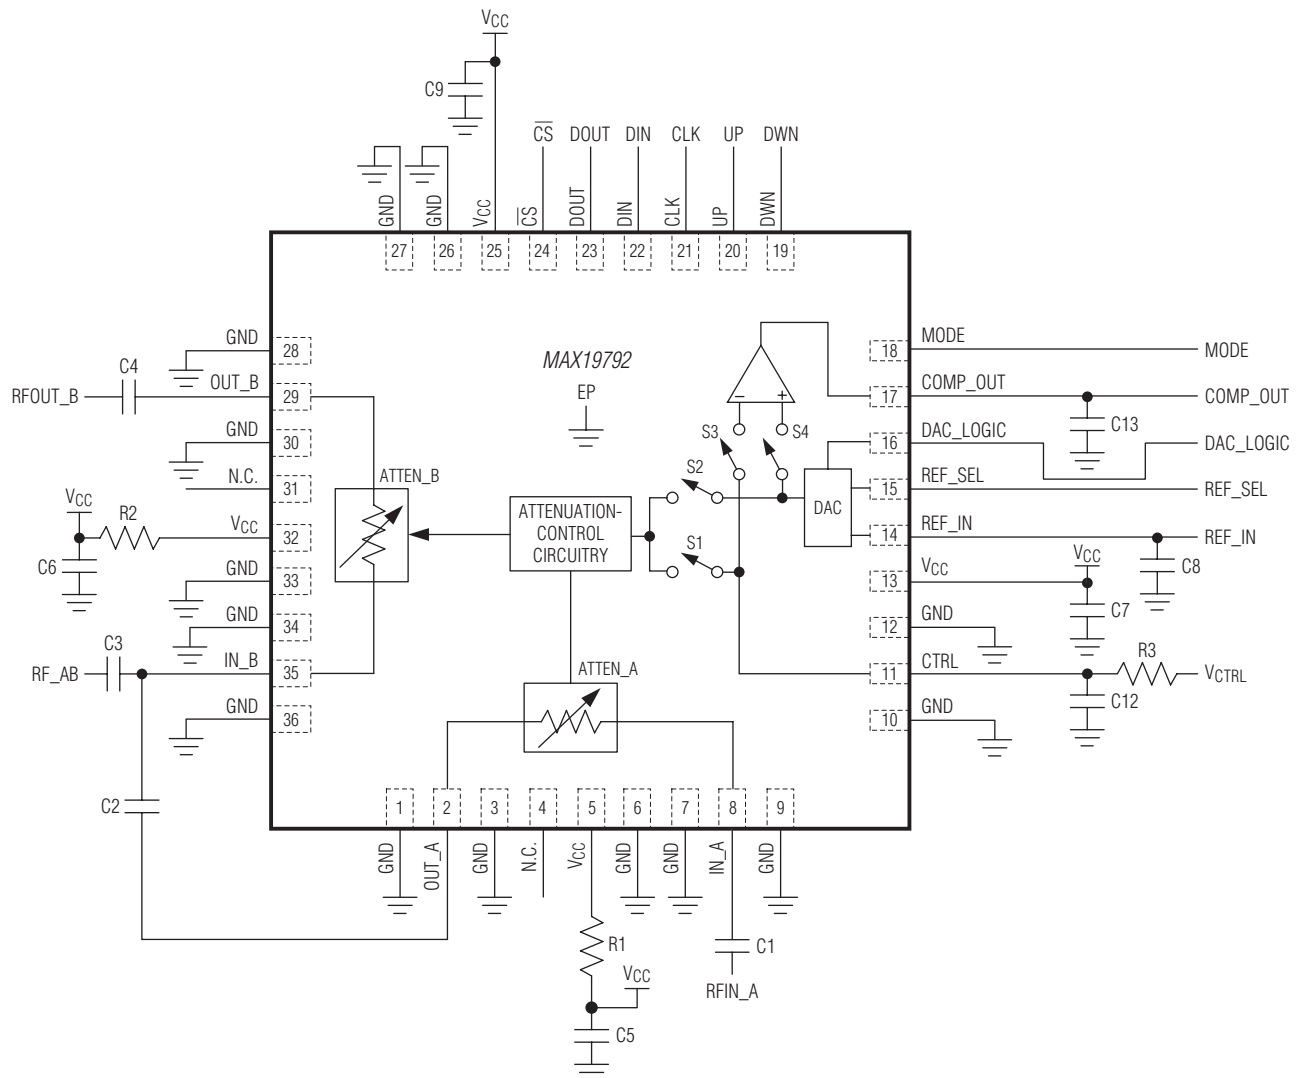 VCC
C9
CS DOUT DIN CLK UP DWN
GND GND VCC CS DOUT DIN CLK UP DWN
27 26 25 24 23 22 21 20 19
MAX19792
EP
GND
28
C4
RFOUT_B
OUT_B
29
GND
30
N.C.
31
VCC
R2
VCC
32
C6
GND
33
GND
34
C3
RF_AB
IN_B
35
GND
36
ATTEN_B
ATTENUATION-
CONTROL
CIRCUITRY
ATTEN_A
S2
S1
S3
S4
– +
DAC
18
MODE
MODE
17
COMP_OUT
COMP_OUT
C13
16
DAC_LOGIC
DAC_LOGIC
15
REF_SEL
REF_SEL
14
REF_IN
REF_IN
C8
13
VCC
VCC
C7
12
GND
11
CTRL
R3
VCTRL
C12
10
GND
C2
1 2 3 4 5 6 7 8 9
GND OUT_A GND N.C. VCC GND GND IN_A GND
R1
C1
VCC
RFIN_A
C5